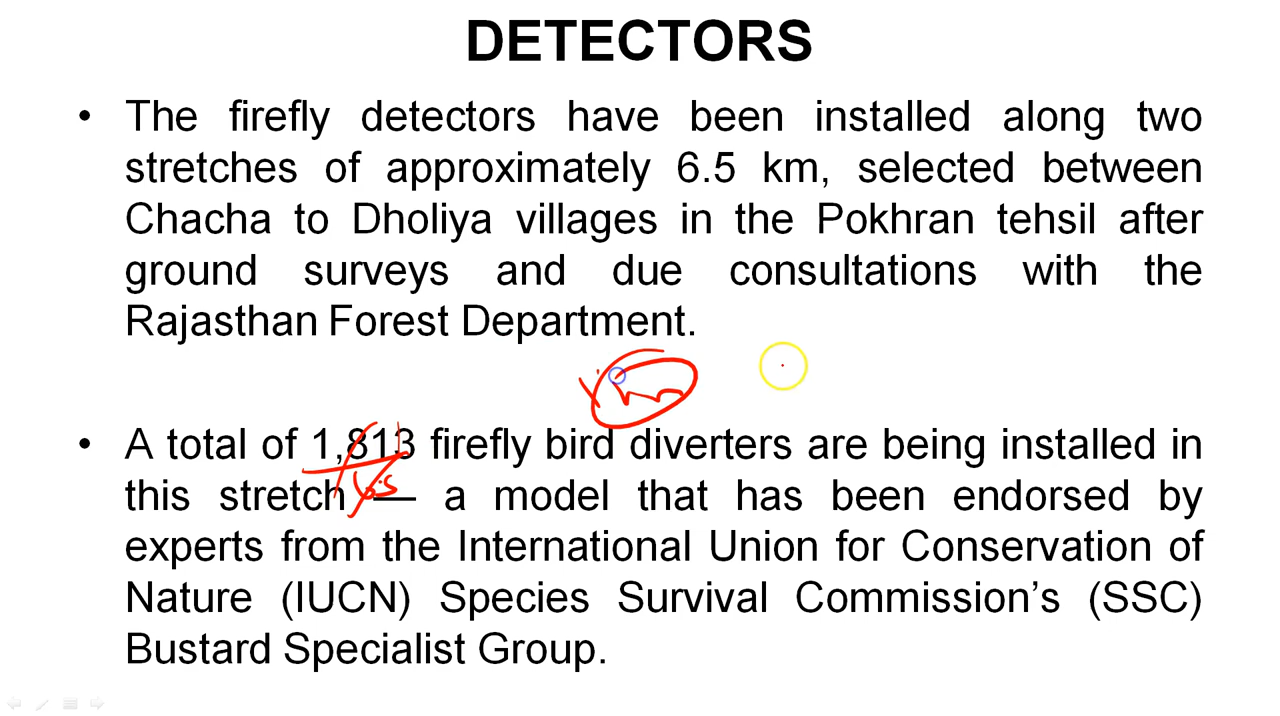 DETECTORS
• The firefly detectors have been installed along two
stretches of approximately 6.5 km, selected between
Chacha to Dholiya villages in the Pokhran tehsil after
ground surveys and due consultations with the
Rajasthan Forest Department.
• A total of 1,813 firefly bird diverters are being installed in
this stretch — a model that has been endorsed by
experts from the International Union for Conservation of
Nature (IUCN) Species Survival Commission’s (SSC)
Bustard Specialist Group.